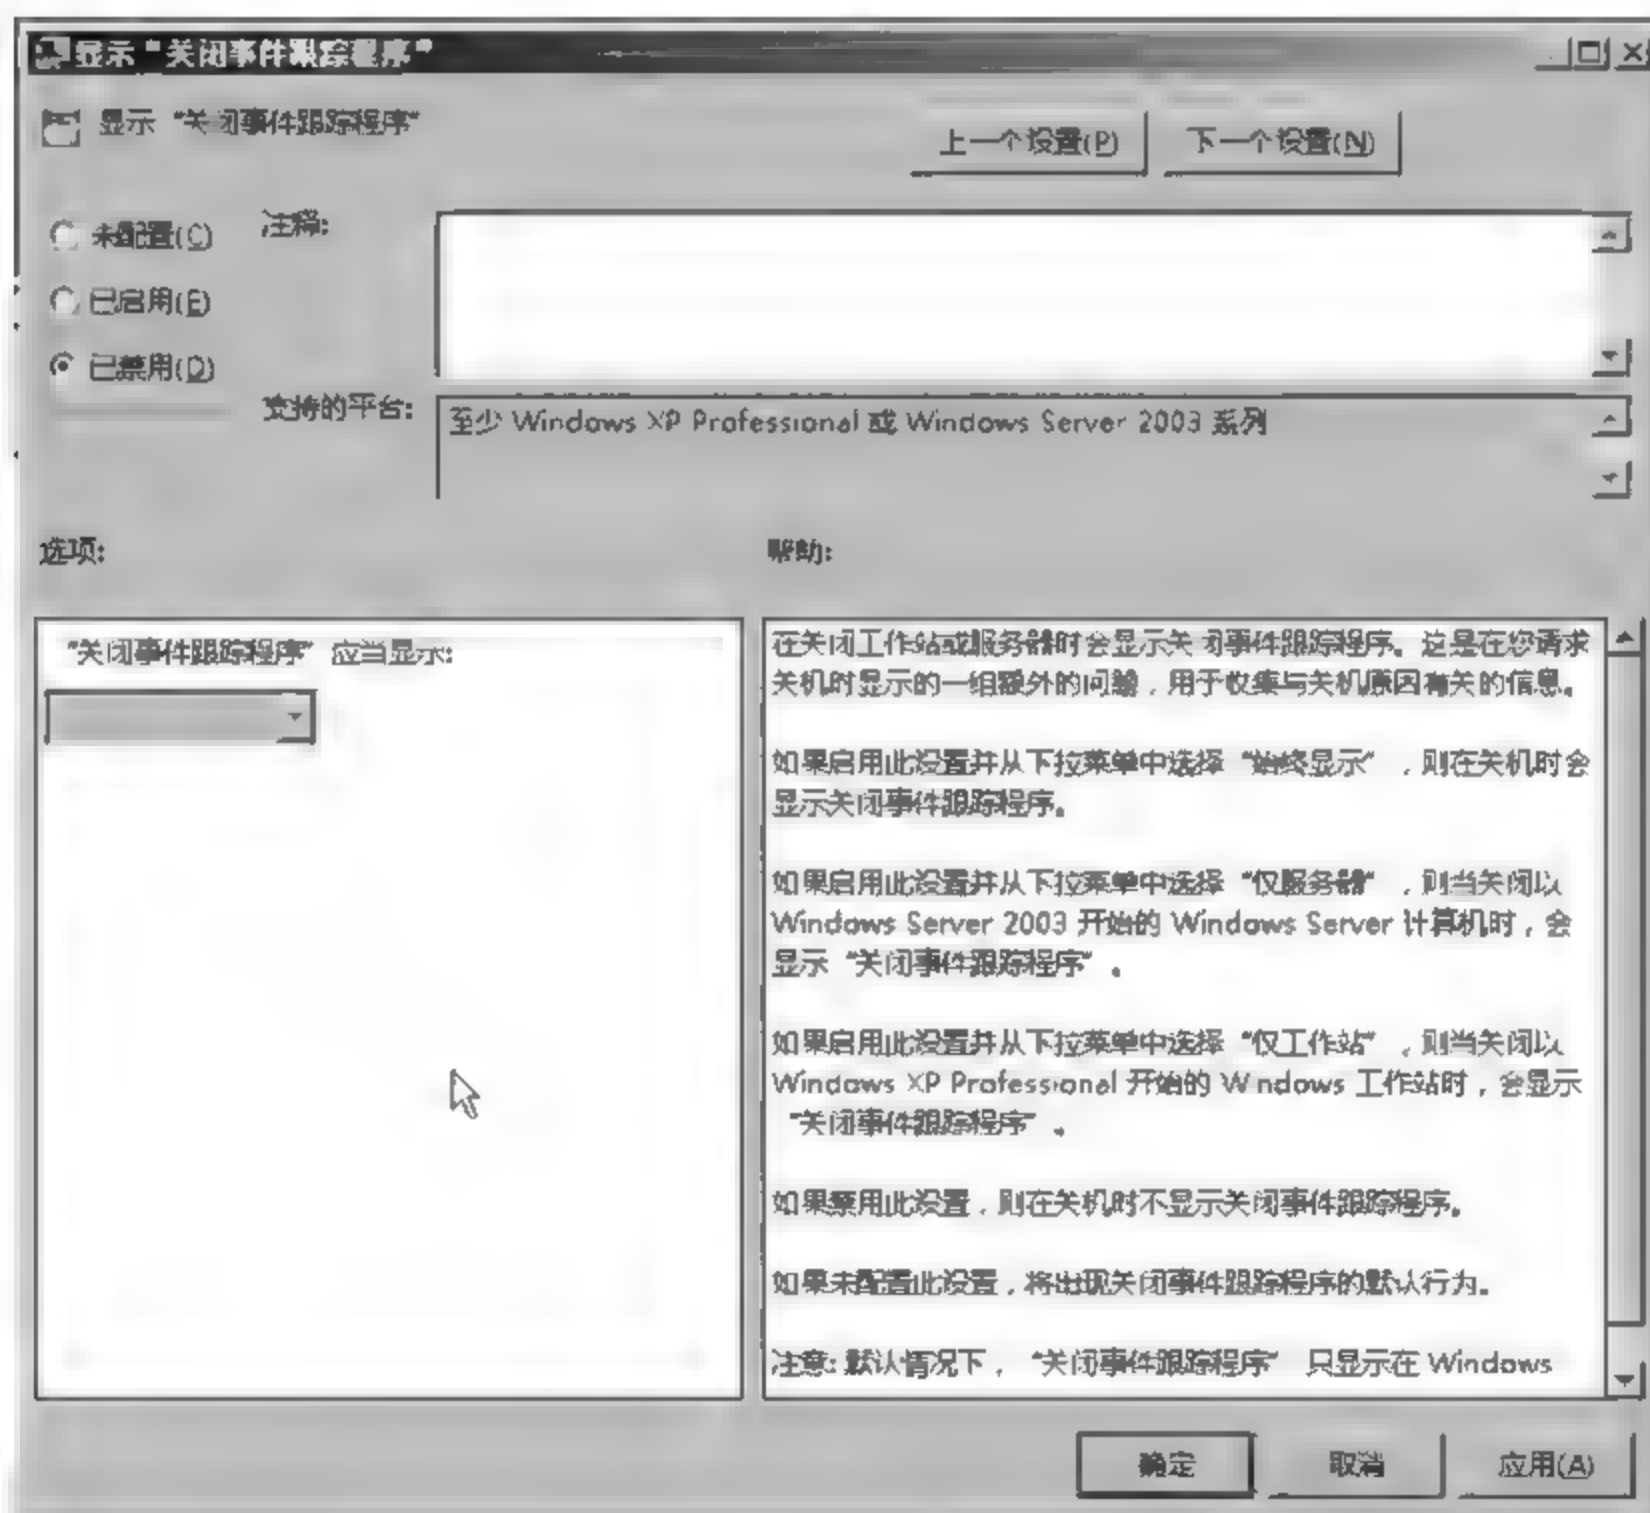 显示“关闭事件跟踪程序”
显示 “关闭事件跟踪程序”
上一个设置(P)
下一个设置(N)
未配置(C)
注释:
已启用(E)
已禁用(D)
支持的平台:
至少 Windows XP Professional 或 Windows Server 2003 系列
选项:
帮助:
“关闭事件跟踪程序” 应当显示:
在关闭工作站或服务器时会显示关闭事件跟踪程序。这是在您请求
关机时显示的一组额外的问题，用于收集与关机原因有关的信息。
如果启用此设置并从下拉菜单中选择 “始终显示” ，则在关机时会
显示关闭事件跟踪程序。
如果启用此设置并从下拉菜单中选择 “仅服务器” ，则当关闭以
Windows Server 2003 开始的 Windows Server 计算机时，会
显示 “关闭事件跟踪程序” 。
如果启用此设置并从下拉菜单中选择 “仅工作站” ，则当关闭以
Windows XP Professional 开始的 Windows 工作站时，会显示
“关闭事件跟踪程序” 。
如果禁用此设置，则在关机时不显示关闭事件跟踪程序。
如果未配置此设置，将出现关闭事件跟踪程序的默认行为。
注意: 默认情况下， “关闭事件跟踪程序” 只显示在 Windows
确定
取消
应用(A)